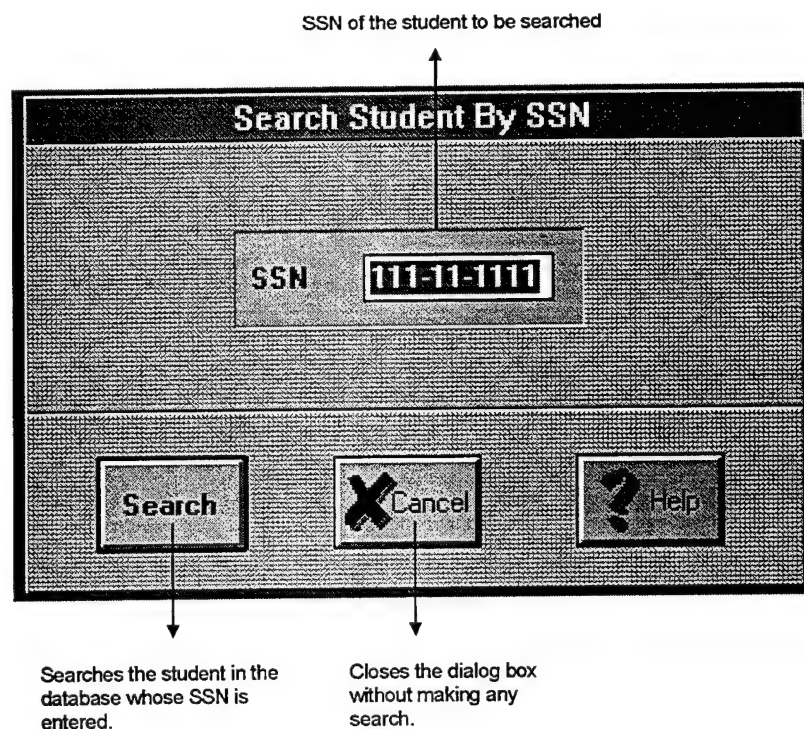 SSN of the student to be searched
Search Student By SSN
SSN 111-11-1111
Search Cancel Help
Searches the student in the
database whose SSN is
entered.
Closes the dialog box
without making any
search.